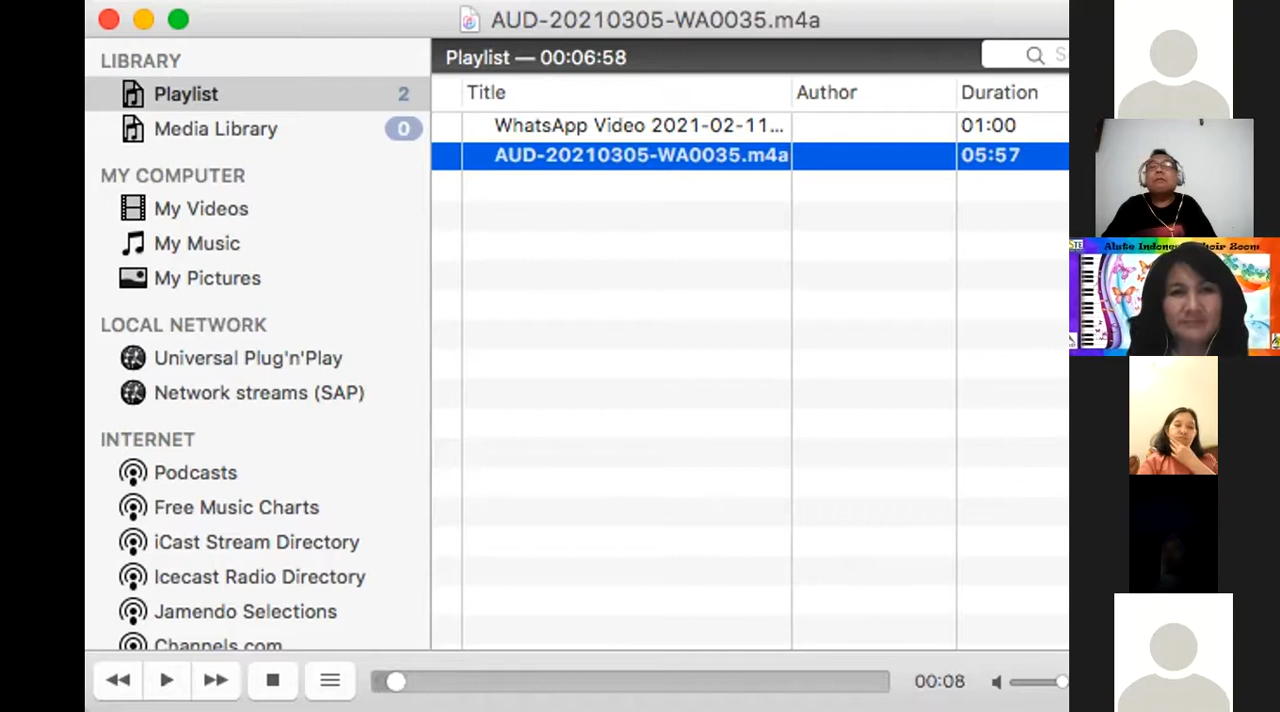 AUD-20210305-WA0035.m4a
LIBRARY
Playlist 2
Media Library 0
MY COMPUTER
My Videos
My Music
My Pictures
LOCAL NETWORK
Universal Plug'n'Play
Network streams (SAP)
INTERNET
Podcasts
Free Music Charts
iCast Stream Directory
Icecast Radio Directory
Jamendo Selections
Channels.com
Playlist — 00:06:58
Title Author Duration
WhatsApp Video 2021-02-11... 01:00
AUD-20210305-WA0035.m4a 05:57
00:08
Zoom